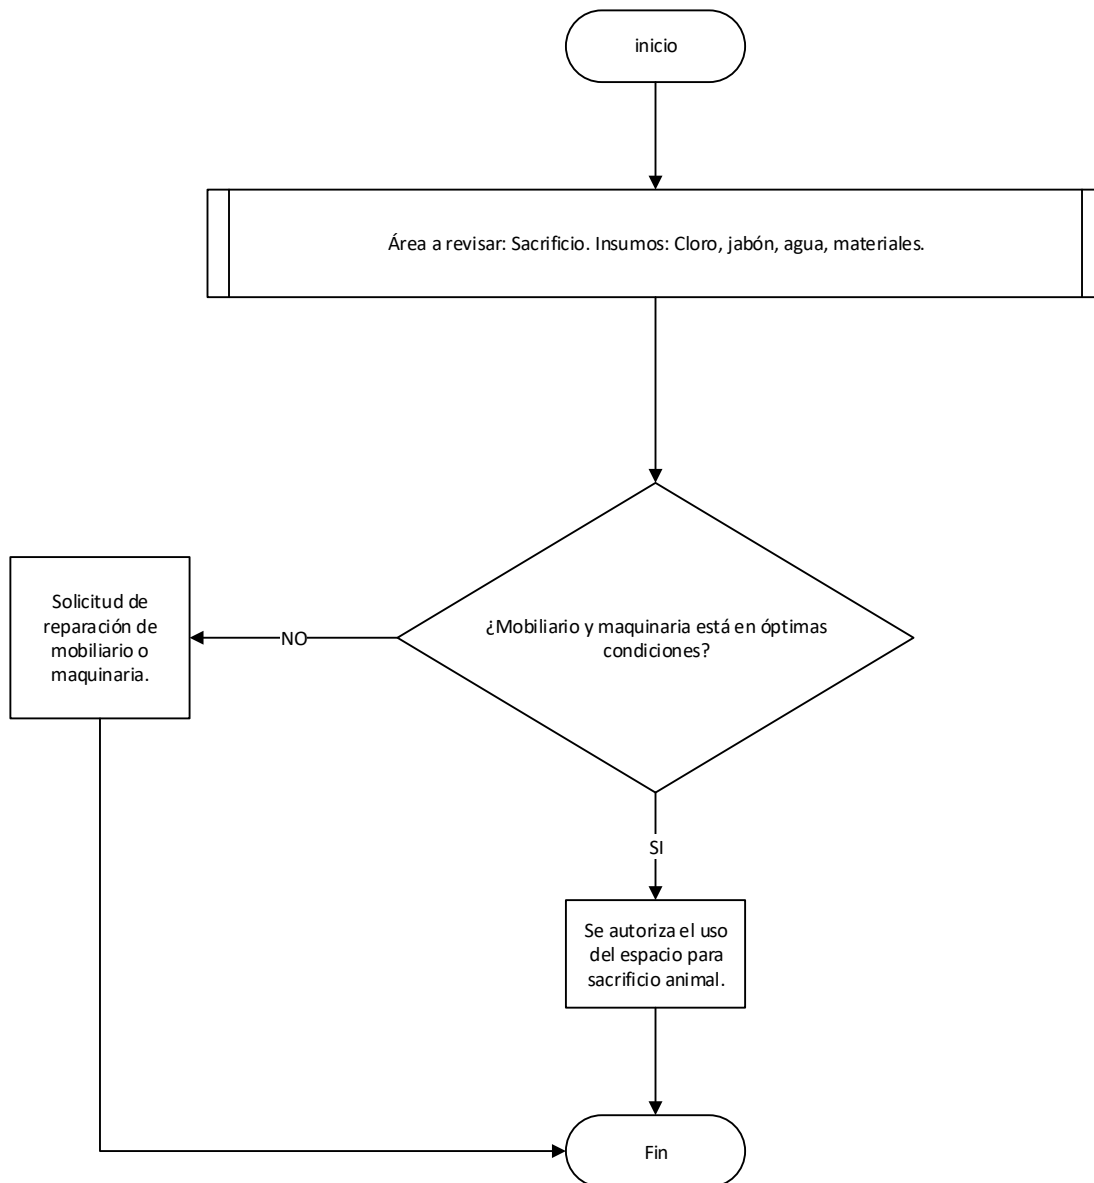 inicio
Área a revisar: Sacrificio. Insumos: Cloro, jabón, agua, materiales.
¿Mobiliario y maquinaria está en óptimas
condiciones?
Solicitud de
reparación de
mobiliario o
maquinaria.
NO
SI
Se autoriza el uso
del espacio para
sacrificio animal.
Fin